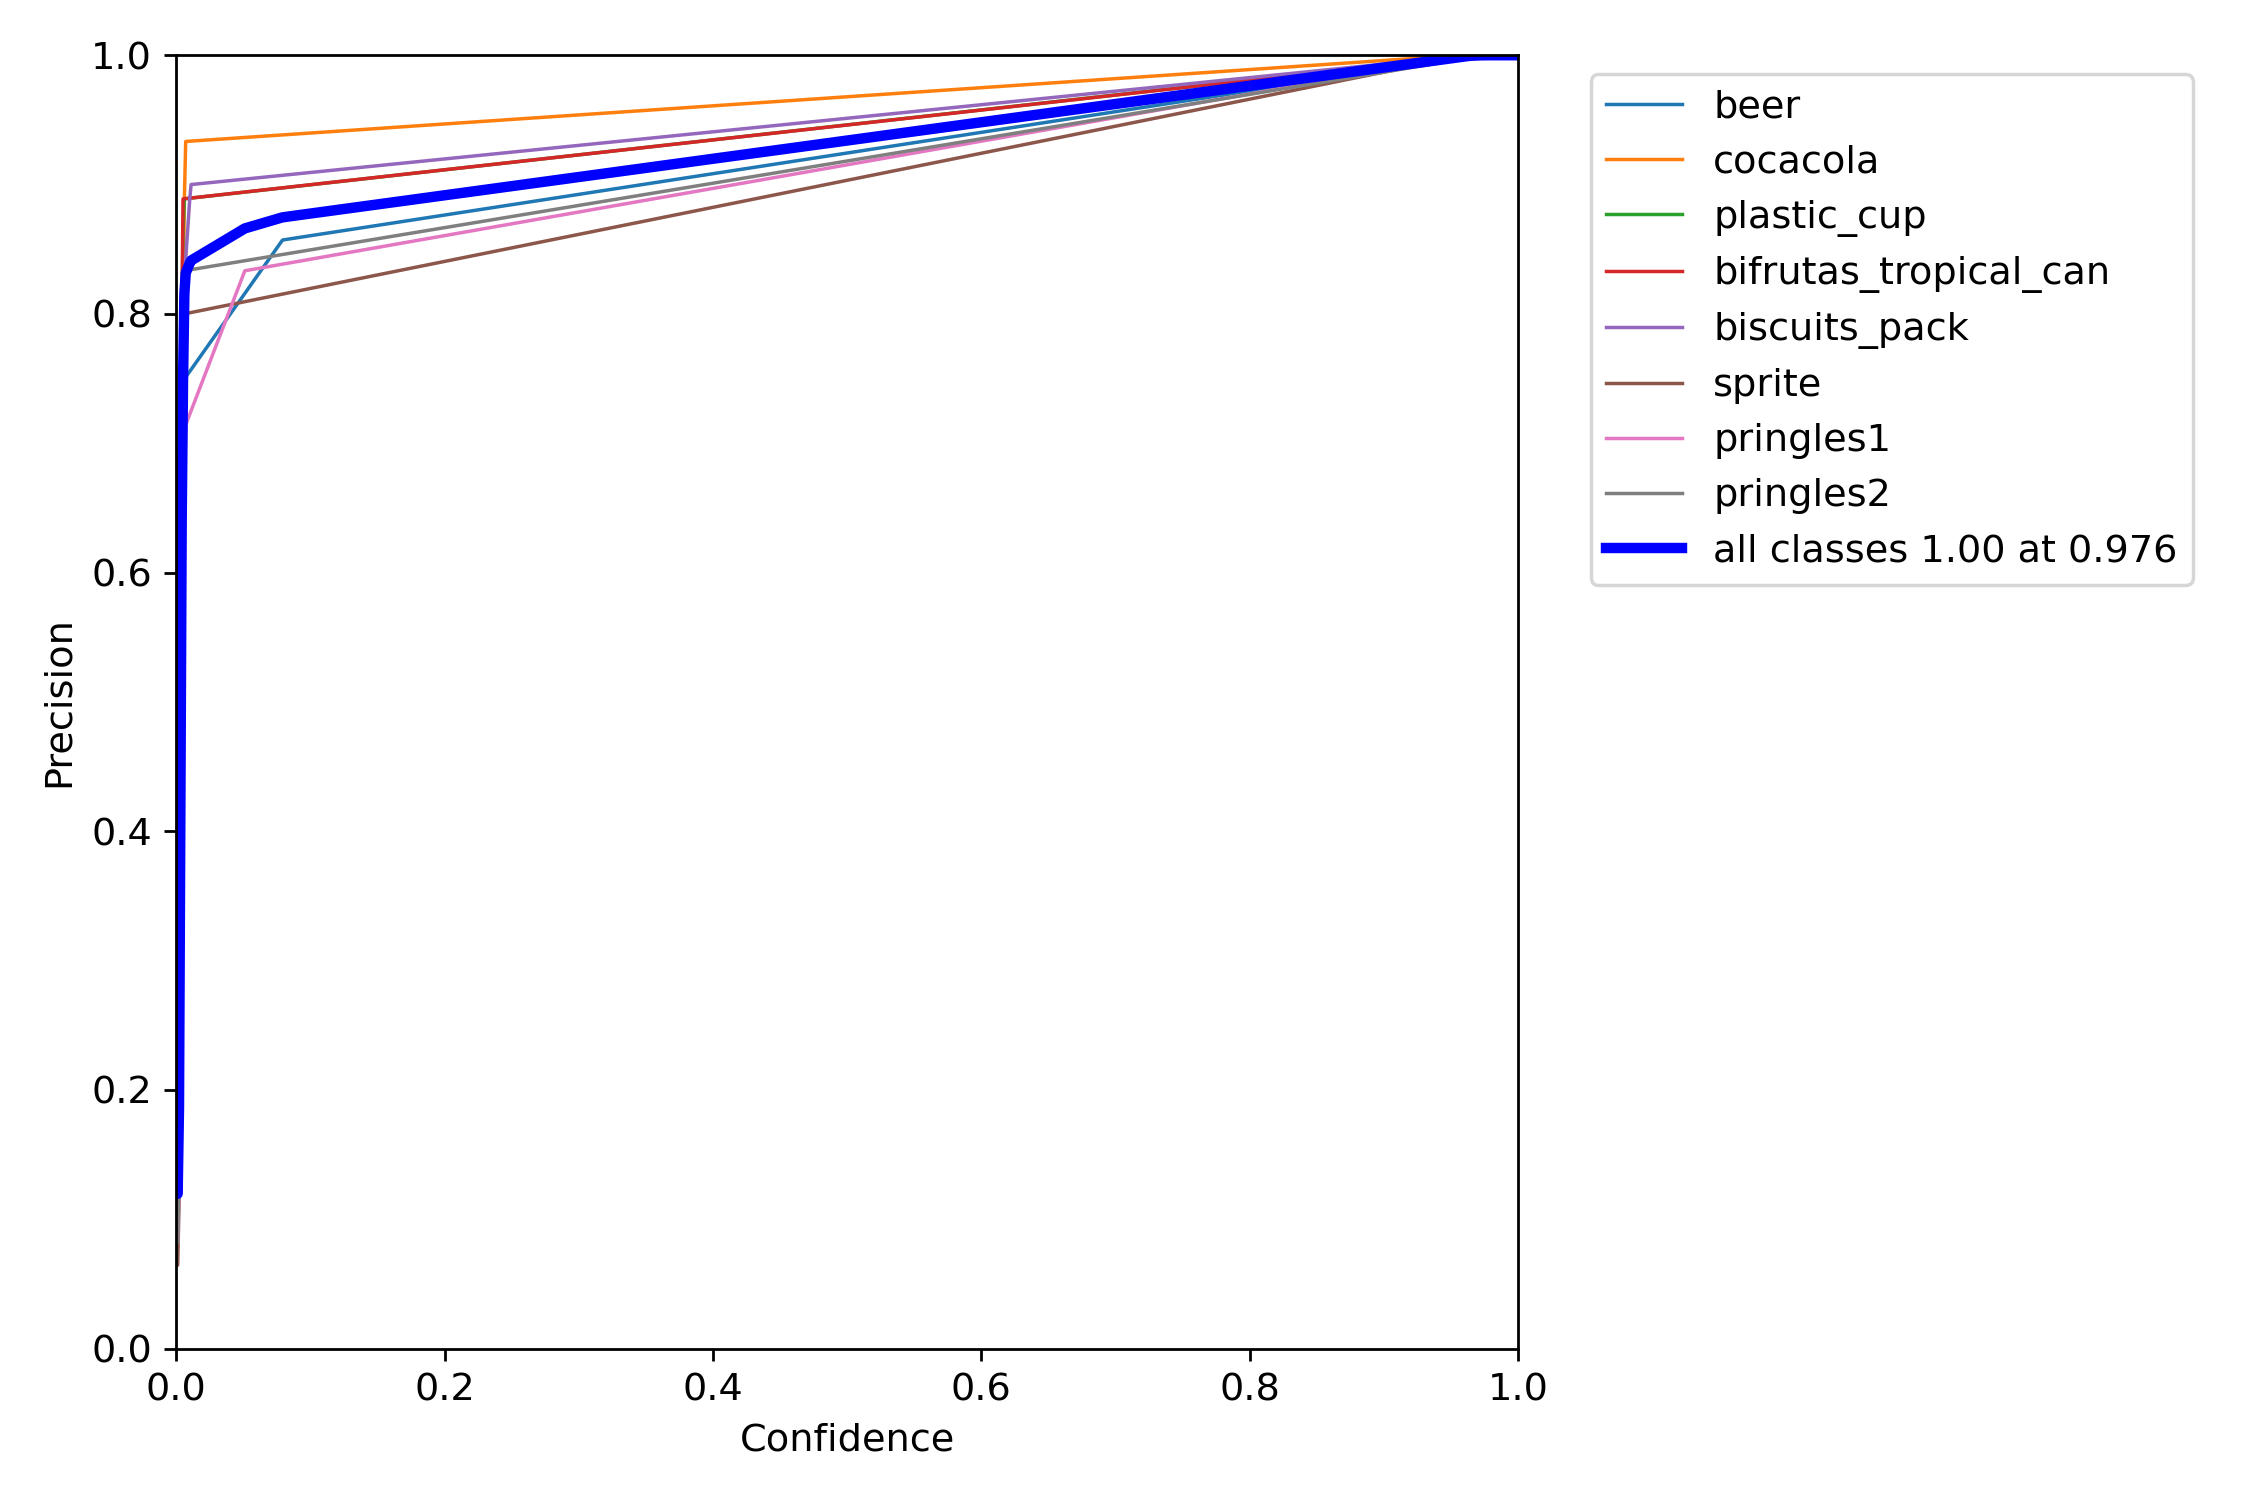 1.0
0.8
0.6
0.4
0.2
0.0
Precision
0.0 0.2 0.4 0.6 0.8 1.0
Confidence
beer
cocacola
plastic_cup
bifrutas_tropical_can
biscuits_pack
sprite
pringles1
pringles2
all classes 1.00 at 0.976